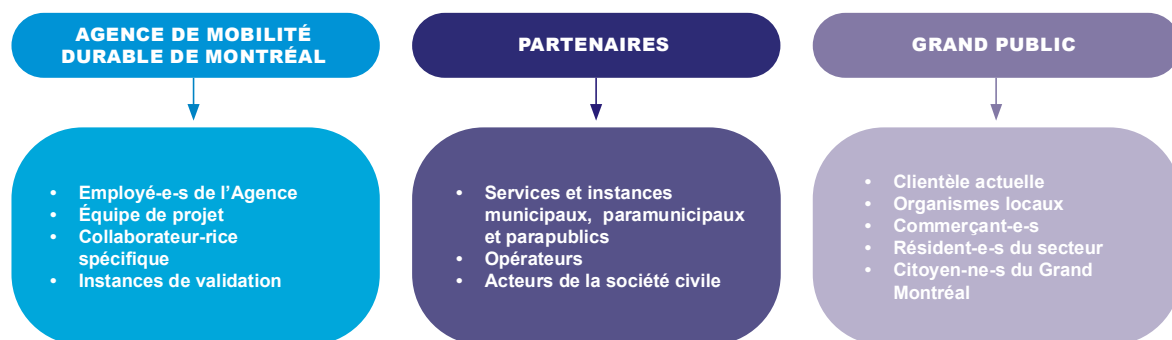 AGENCE DE MOBILITÉ
DURABLE DE MONTRÉAL
• Employé-e-s de l’Agence
• Équipe de projet
• Collaborateur-rice
spécifique
• Instances de validation
PARTENAIRES
• Services et instances
municipaux, paramunicipaux
et parapublics
• Opérateurs
• Acteurs de la société civile
GRAND PUBLIC
• Clientèle actuelle
• Organismes locaux
• Commerçant-e-s
• Résident-e-s du secteur
• Citoyen-ne-s du Grand
Montréal